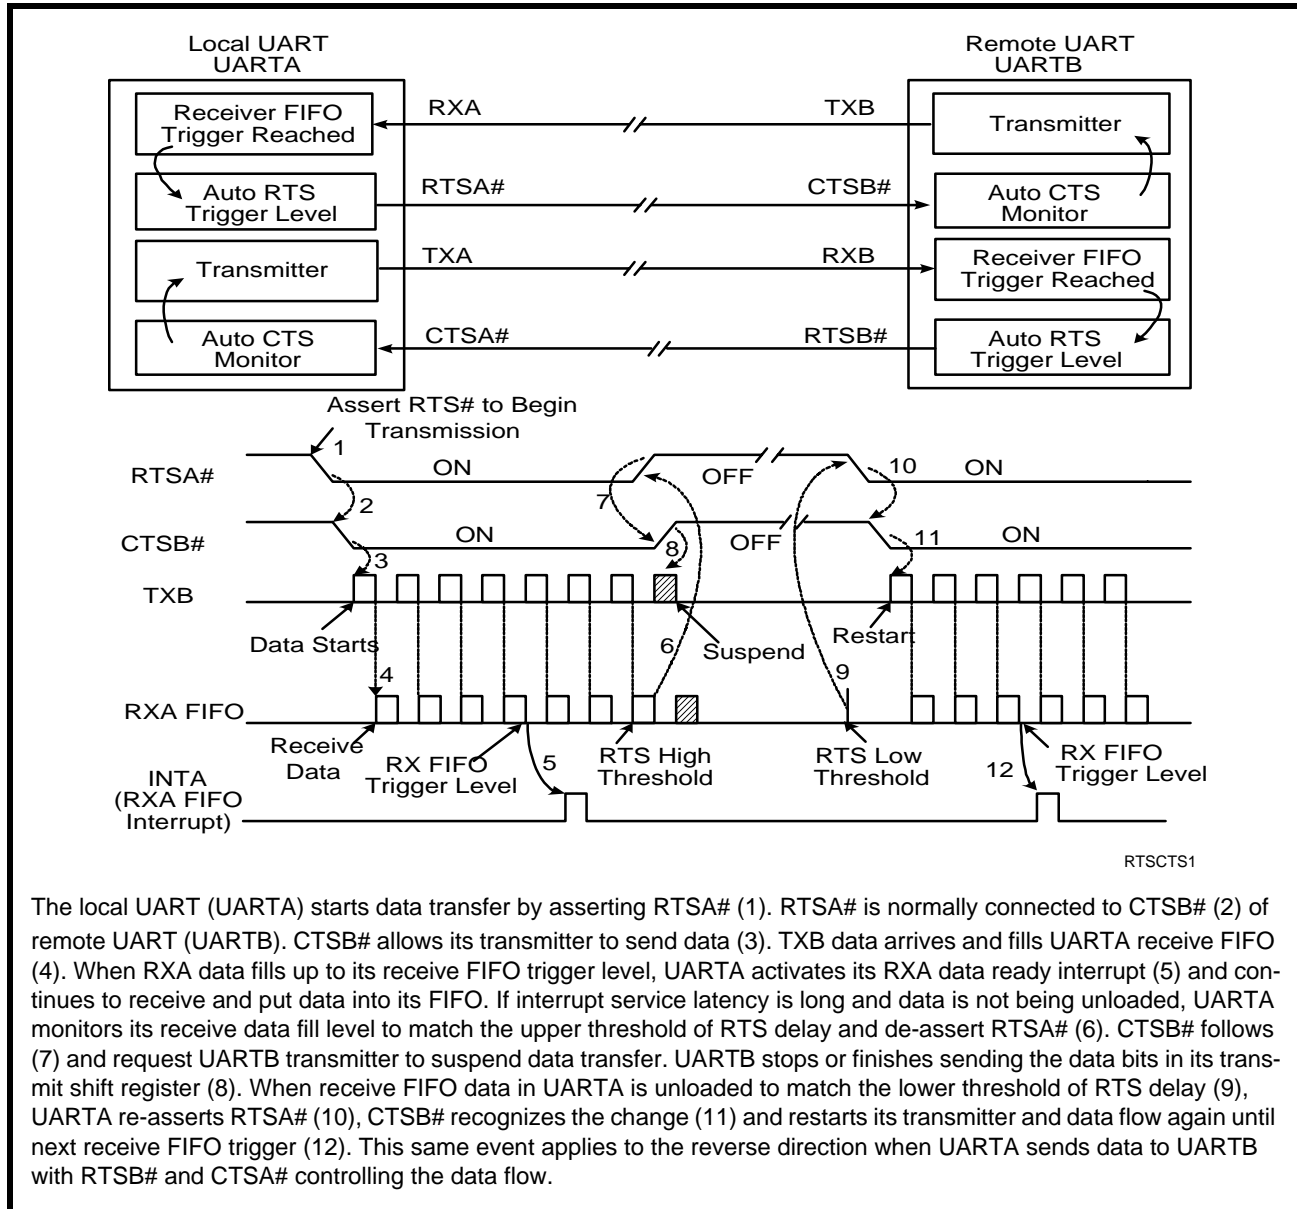 Local UART
UARTA
Remote UART
UARTB
Receiver FIFO
Trigger Reached
RXA
TXB
Transmitter
Auto RTS
Trigger Level
RTSA#
CTSB#
Auto CTS
Monitor
Transmitter
TXA
RXB
Receiver FIFO
Trigger Reached
Auto CTS
Monitor
CTSA#
RTSB#
Auto RTS
Trigger Level
Assert RTS# to Begin
Transmission
1
RTSA#
ON
OFF
10
ON
2
7
CTSB#
ON
8
OFF
11
ON
3
TXB
Data Starts
6
Suspend
Restart
4
9
RXA FIFO
Receive
Data
RX FIFO
Trigger Level
5
RTS High
Threshold
RTS Low
Threshold
12
RX FIFO
Trigger Level
INTA
(RXA FIFO
Interrupt)
RTSCTS1
The local UART (UARTA) starts data transfer by asserting RTSA# (1). RTSA# is normally connected to CTSB# (2) of
remote UART (UARTB). CTSB# allows its transmitter to send data (3). TXB data arrives and fills UARTA receive FIFO
(4). When RXA data fills up to its receive FIFO trigger level, UARTA activates its RXA data ready interrupt (5) and con-
tinues to receive and put data into its FIFO. If interrupt service latency is long and data is not being unloaded, UARTA
monitors its receive data fill level to match the upper threshold of RTS delay and de-assert RTSA# (6). CTSB# follows
(7) and request UARTB transmitter to suspend data transfer. UARTB stops or finishes sending the data bits in its trans-
mit shift register (8). When receive FIFO data in UARTA is unloaded to match the lower threshold of RTS delay (9),
UARTA re-asserts RTSA# (10), CTSB# recognizes the change (11) and restarts its transmitter and data flow again until
next receive FIFO trigger (12). This same event applies to the reverse direction when UARTA sends data to UARTB
with RTSB# and CTSA# controlling the data flow.